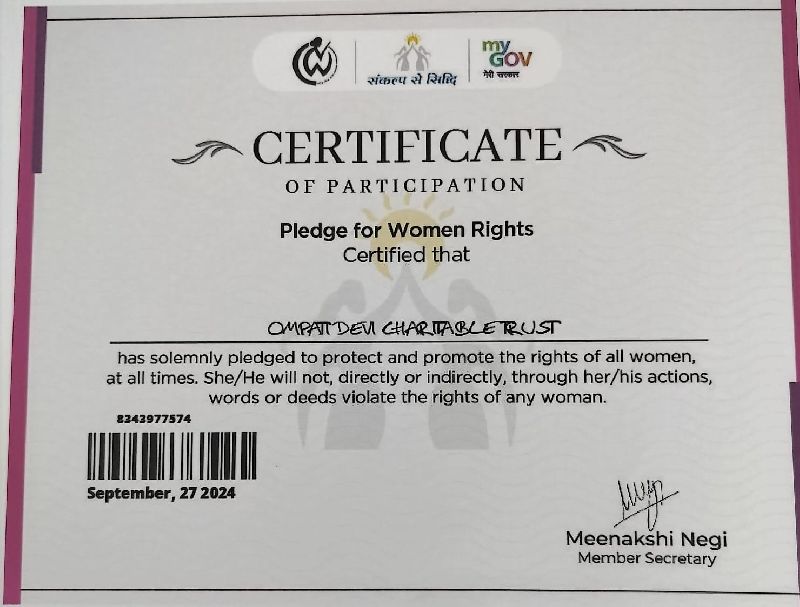 संकल्प से सिद्धि
my
GOV
मेरी सरकार
CERTIFICATE
OF PARTICIPATION
Pledge for Women Rights
Certified that
OMPATI DEVI CHARITABLE TRUST
has solemnly pledged to protect and promote the rights of all women,
at all times. She/He will not, directly or indirectly, through her/his actions,
words or deeds violate the rights of any woman.
8343977574
September, 27 2024
Meenakshi Negi
Member Secretary